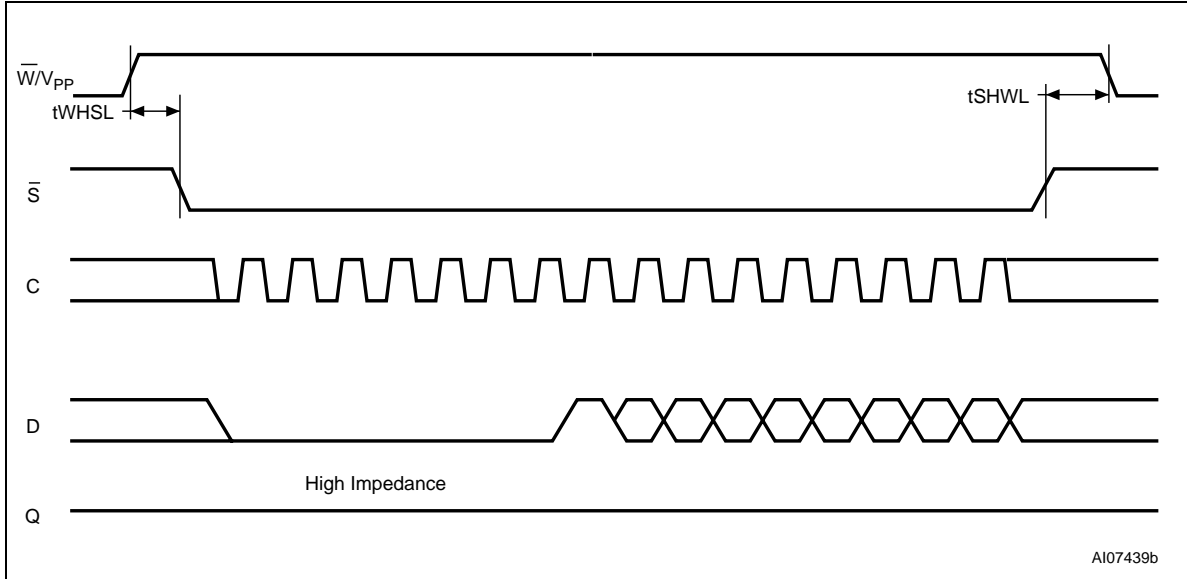 W̅/VPP
tWHSL
tSHWL
S̅
C
D
High Impedance
Q
AI07439b